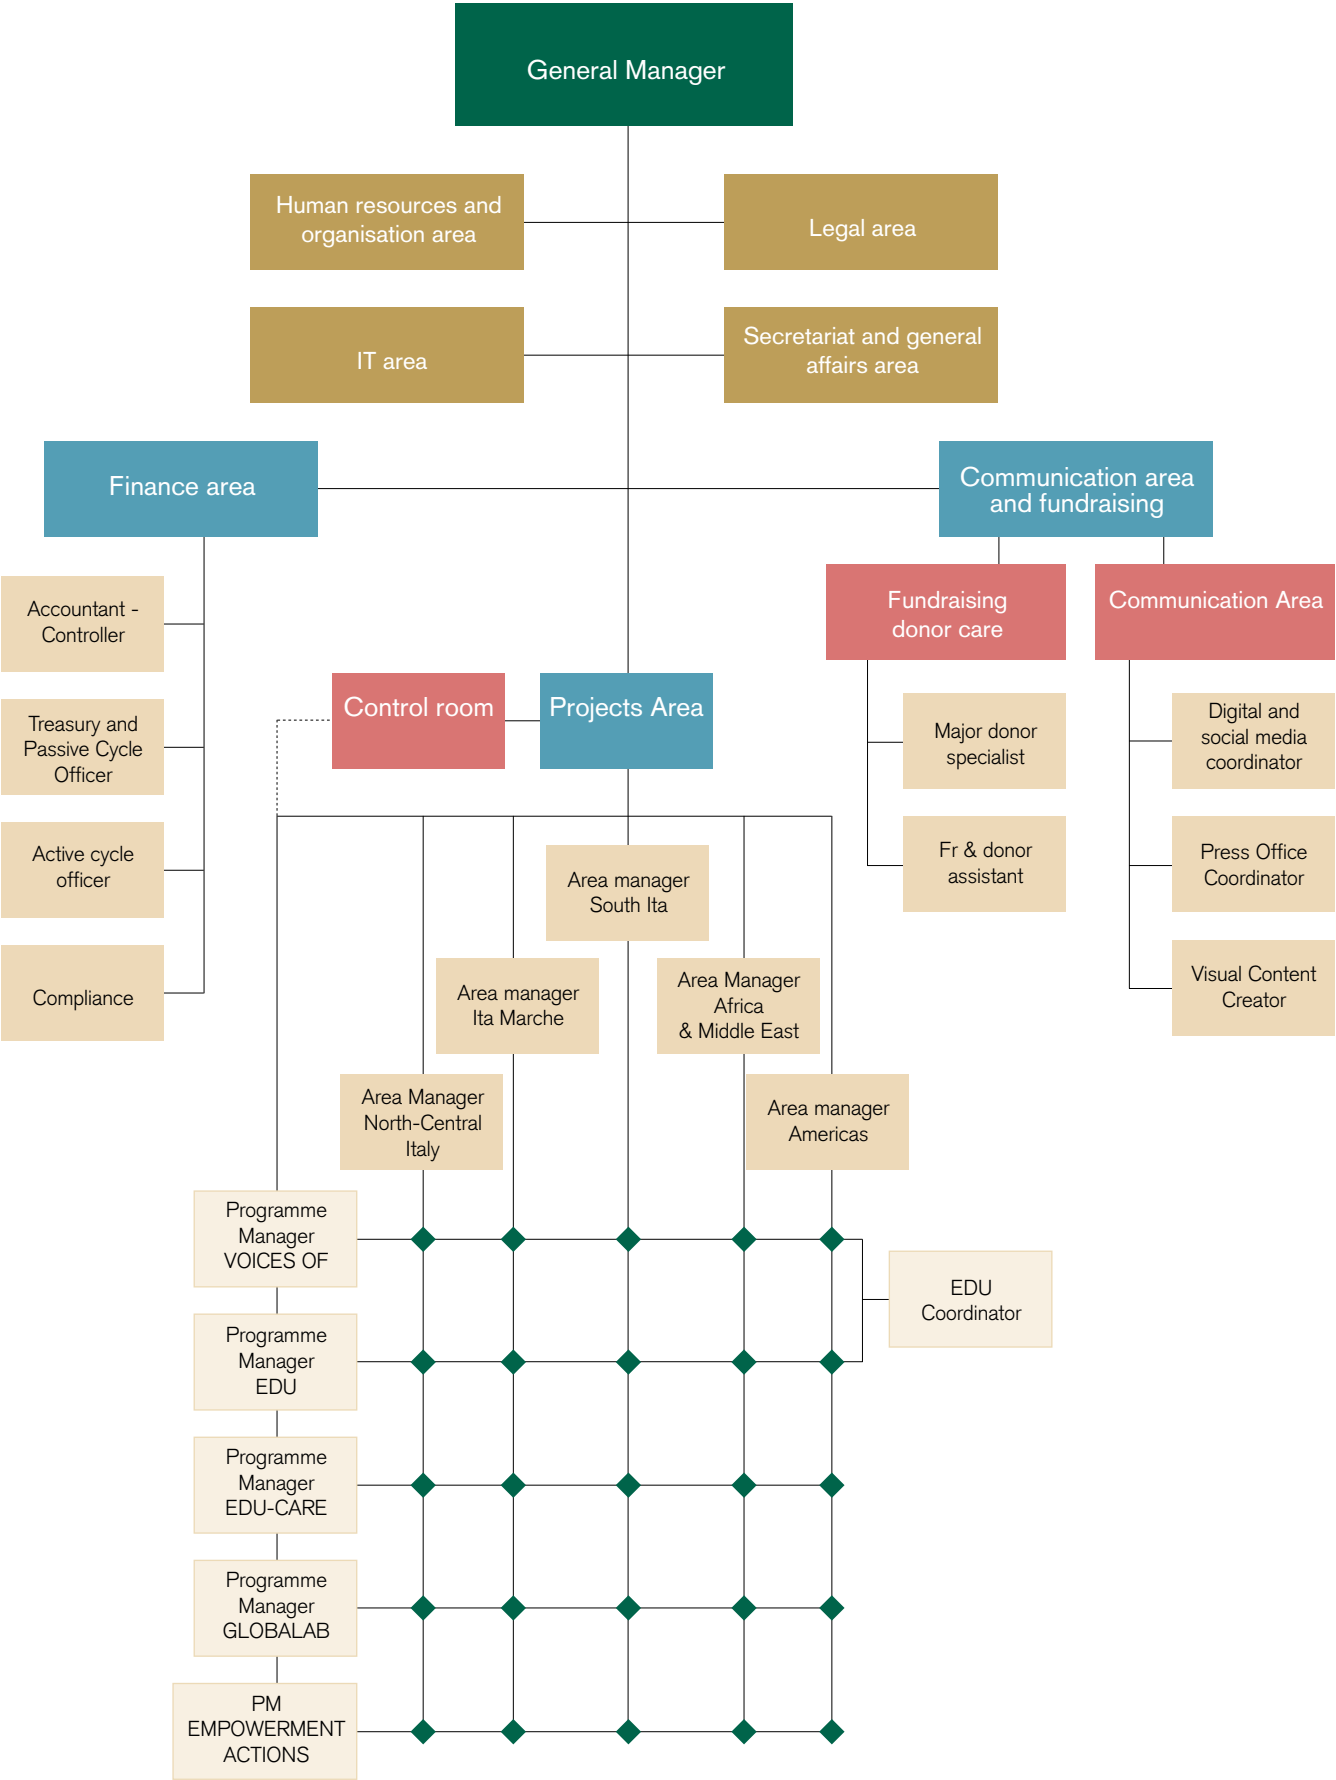 General Manager
Human resources and
organisation area
Legal area
IT area
Secretariat and general
affairs area
Finance area
Communication area
and fundraising
Accountant -
Controller
Treasury and
Passive Cycle
Officer
Active cycle
officer
Compliance
Fundraising
donor care
Communication Area
Major donor
specialist
Fr & donor
assistant
Digital and
social media
coordinator
Press Office
Coordinator
Visual Content
Creator
Control room
Projects Area
Area manager
South Ita
Area manager
Ita Marche
Area Manager
Africa
& Middle East
Area Manager
North-Central
Italy
Area manager
Americas
Programme
Manager
VOICES OF
EDU
Coordinator
Programme
Manager
EDU
Programme
Manager
EDU-CARE
Programme
Manager
GLOBALAB
PM
EMPOWERMENT
ACTIONS